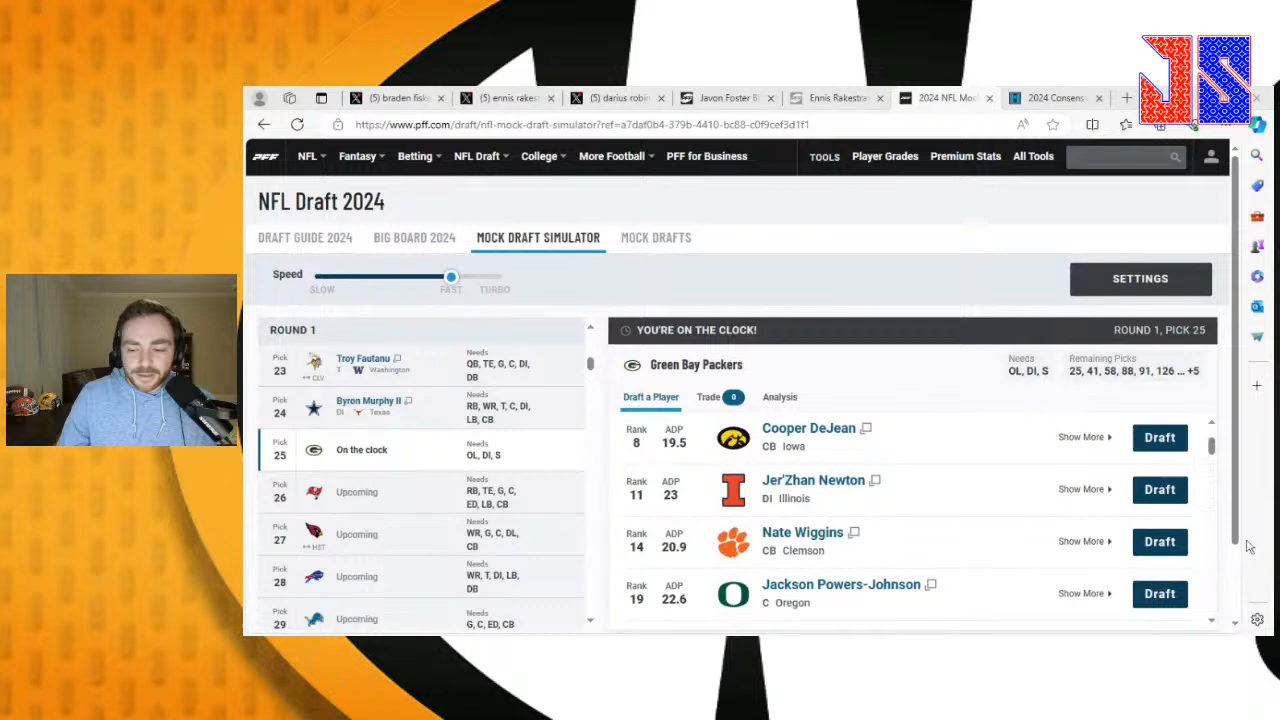 JS
(5) braden fiske
(5) ennis rakest
(5) darius robin
Javon Foster
Ennis Rakestra
2024 NFL Moc
2024 Consens
https://www.pff.com/draft/nfl-mock-draft-simulator?ref=a7daf0b4-379b-4410-bc88-c0f9cef3d1f1
PFF
NFL
Fantasy
Betting
NFL Draft
College
More Football
PFF for Business
TOOLS
Player Grades
Premium Stats
All Tools
NFL Draft 2024
DRAFT GUIDE 2024
BIG BOARD 2024
MOCK DRAFT SIMULATOR
MOCK DRAFTS
Speed
SLOW
FAST
TURBO
SETTINGS
ROUND 1
Pick 23
CLV
Troy Fautanu
T W Washington
Needs
QB, TE, G, C, DI,
DB
Pick 24
Byron Murphy II
DI Texas
Needs
RB, WR, T, C, DI,
LB, CB
Pick 25
On the clock
Needs
OL, DI, S
Pick 26
Upcoming
Needs
RB, TE, G, C,
ED, LB, CB
Pick 27
HST
Upcoming
Needs
WR, G, C, DL,
CB
Pick 28
Upcoming
Needs
WR, T, DI, LB,
DB
Pick 29
Upcoming
Needs
G, C, ED, CB
YOU'RE ON THE CLOCK!
ROUND 1, PICK 25
Green Bay Packers
Needs
OL, DI, S
Remaining Picks
25, 41, 58, 88, 91, 126 ... +5
Draft a Player
Trade 0
Analysis
Rank 8
ADP 19.5
Cooper DeJean
CB Iowa
Show More
Draft
Rank 11
ADP 23
Jer'Zhan Newton
DI Illinois
Show More
Draft
Rank 14
ADP 20.9
Nate Wiggins
CB Clemson
Show More
Draft
Rank 19
ADP 22.6
Jackson Powers-Johnson
C Oregon
Show More
Draft